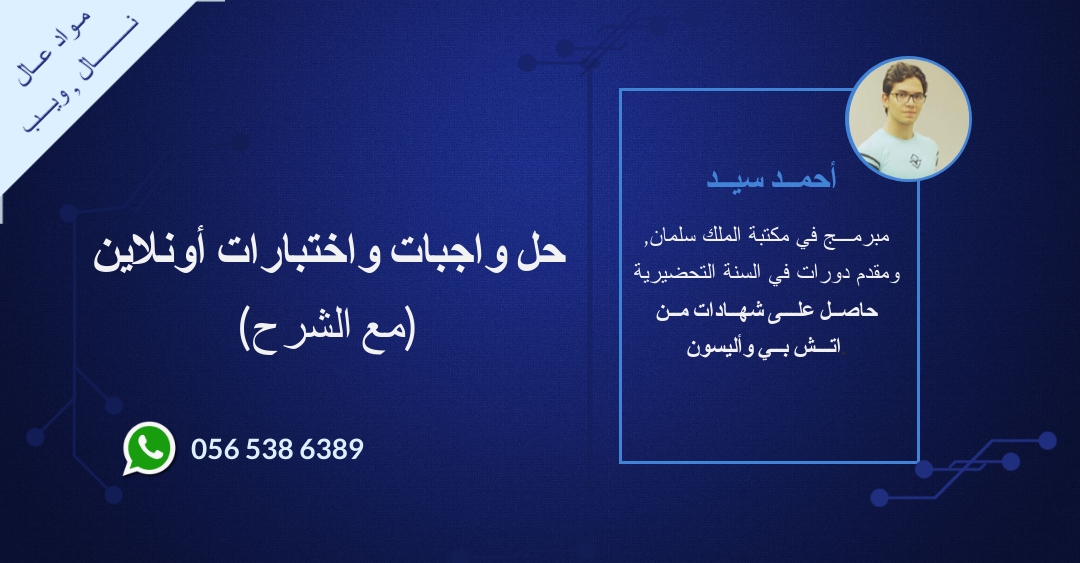 مواد عال
نال , ويب
أحمد سيد
مبرمج في مكتبة الملك سلمان,
ومقدم دورات في السنة التحضيرية
حاصل على شهادات من
اتش بي وأليسون
حل واجبات واختبارات أونلاين
(مع الشرح)
056 538 6389